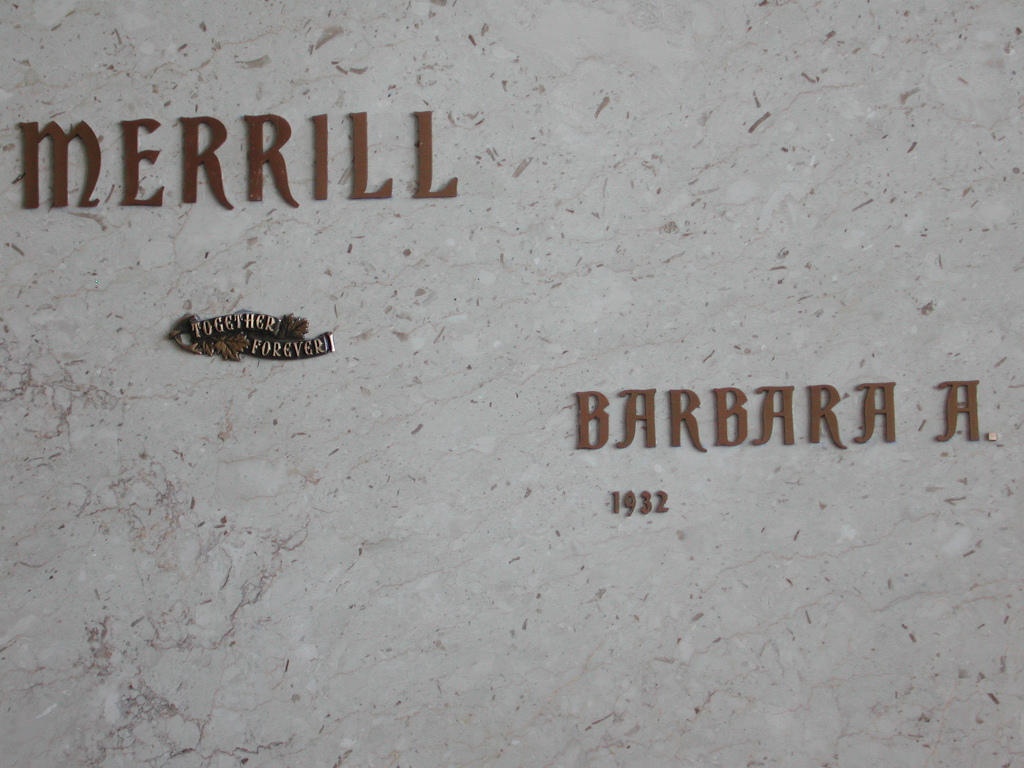 MERRILL
TOGETHER
FOREVER
BARBARA A.
1932